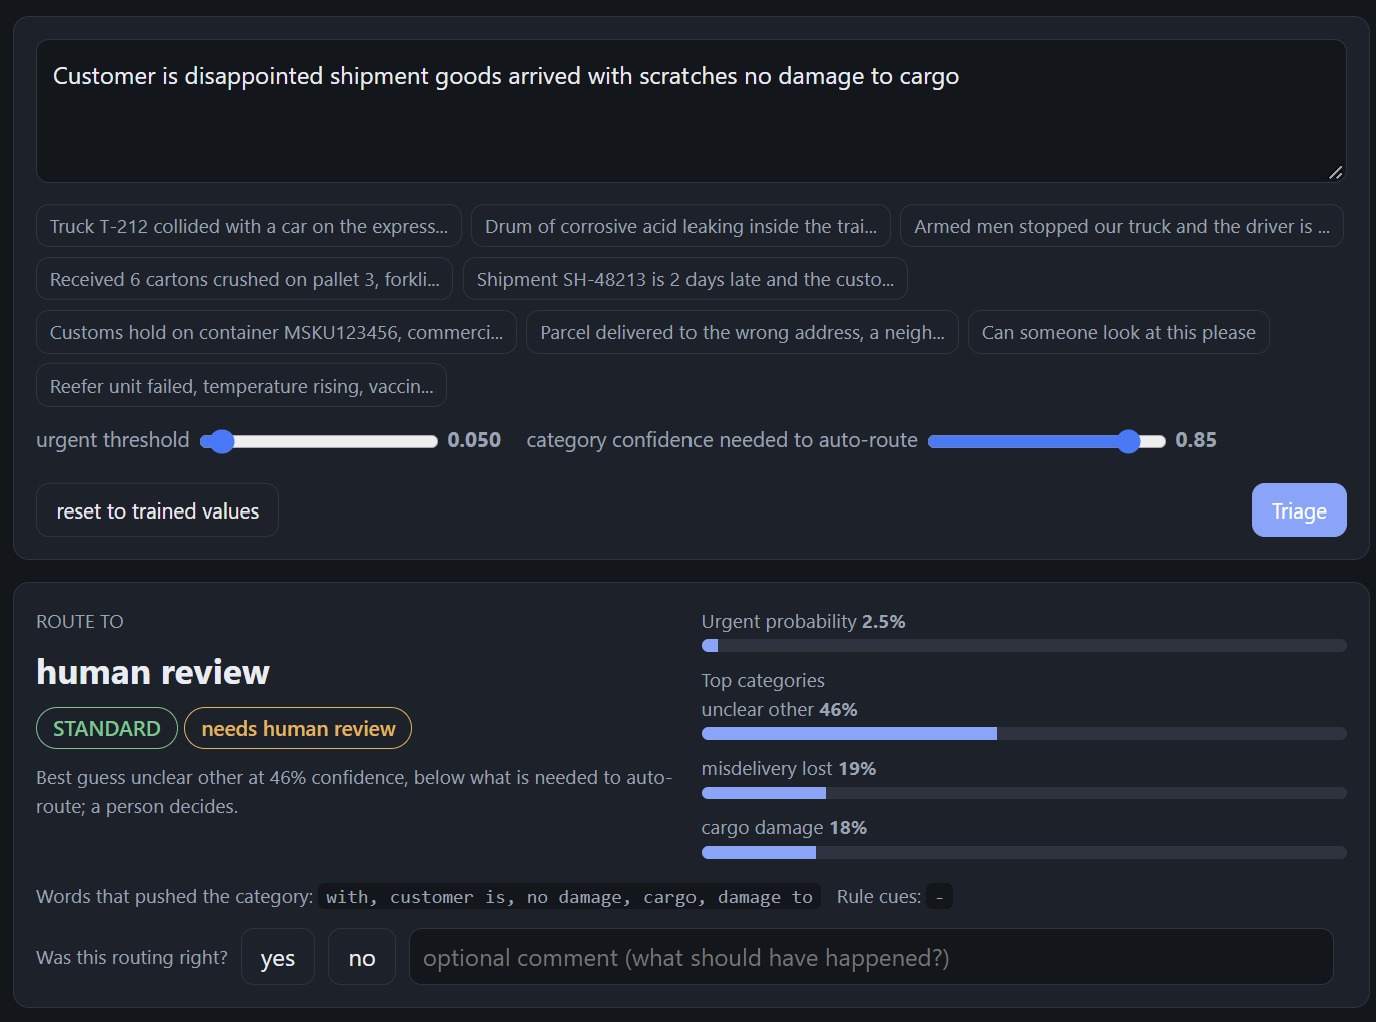 Customer is disappointed shipment goods arrived with scratches no damage to cargo
Truck T-212 collided with a car on the express...
Drum of corrosive acid leaking inside the trai...
Armed men stopped our truck and the driver is ...
Received 6 cartons crushed on pallet 3, forkli...
Shipment SH-48213 is 2 days late and the custo...
Customs hold on container MSKU123456, commerci...
Parcel delivered to the wrong address, a neigh...
Can someone look at this please
Reefer unit failed, temperature rising, vaccin...
urgent threshold 0.050 category confidence needed to auto-route 0.85
reset to trained values
Triage
ROUTE TO
human review
STANDARD
needs human review
Best guess unclear other at 46% confidence, below what is needed to auto-
route; a person decides.
Urgent probability 2.5%
Top categories
unclear other 46%
misdelivery lost 19%
cargo damage 18%
Words that pushed the category: with, customer is, no damage, cargo, damage to Rule cues: -
Was this routing right? yes no optional comment (what should have happened?)